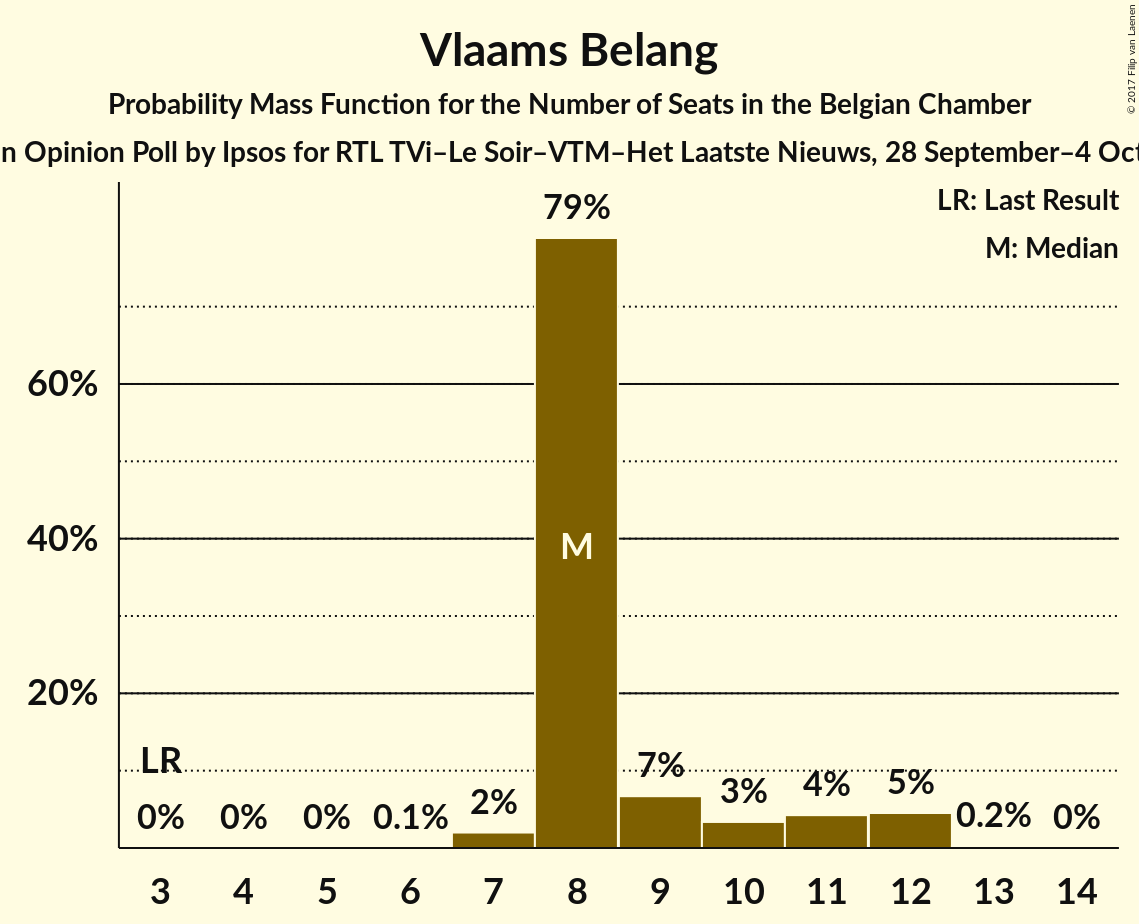 Vlaams Belang
Probability Mass Function for the Number of Seats in the Belgian Chamber
n Opinion Poll by Ipsos for RTL TVi–Le Soir–VTM–Het Laatste Nieuws, 28 September–4 Oct
© 2017 Filip van Laenen
LR: Last Result
M: Median
79%
60%
40%
20%
M
LR
0%
0%
0%
0.1%
2%
7%
3%
4%
5%
0.2%
0%
3 4 5 6 7 8 9 10 11 12 13 14